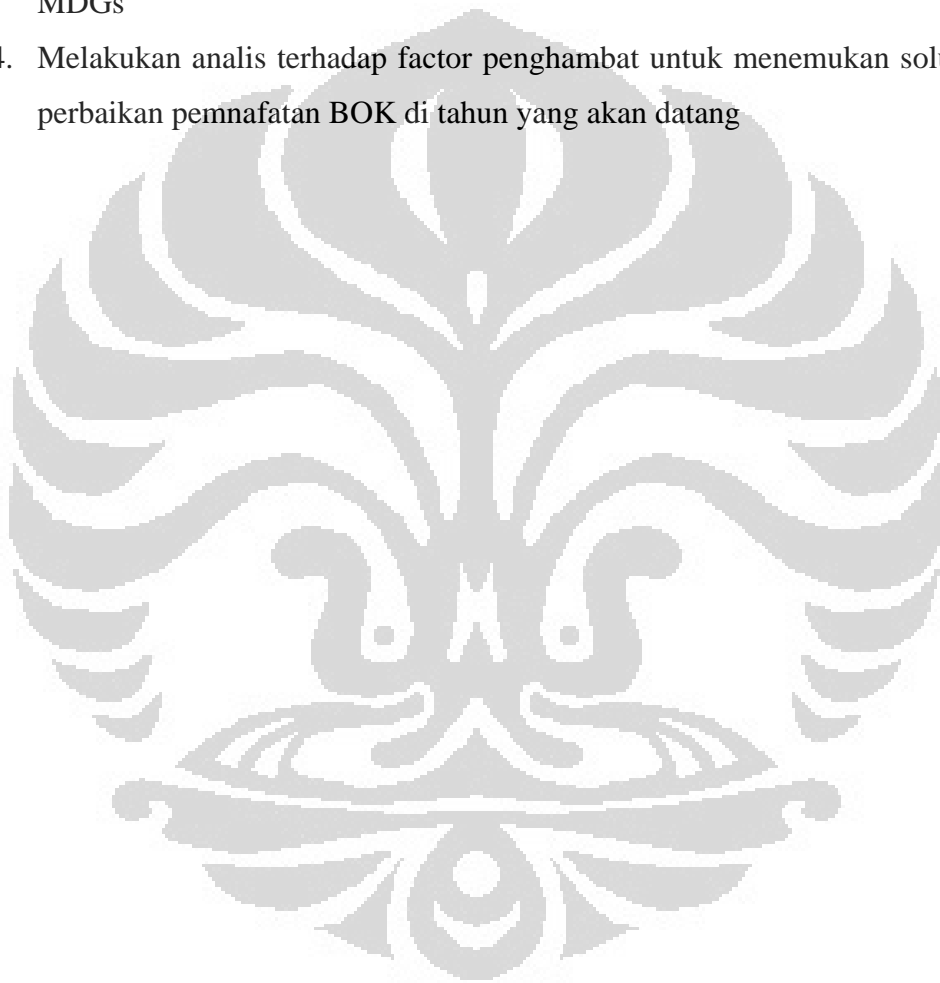 MDGs
4. Melakukan analis terhadap factor penghambat untuk menemukan solu
perbaikan pemnafatan BOK di tahun yang akan datang